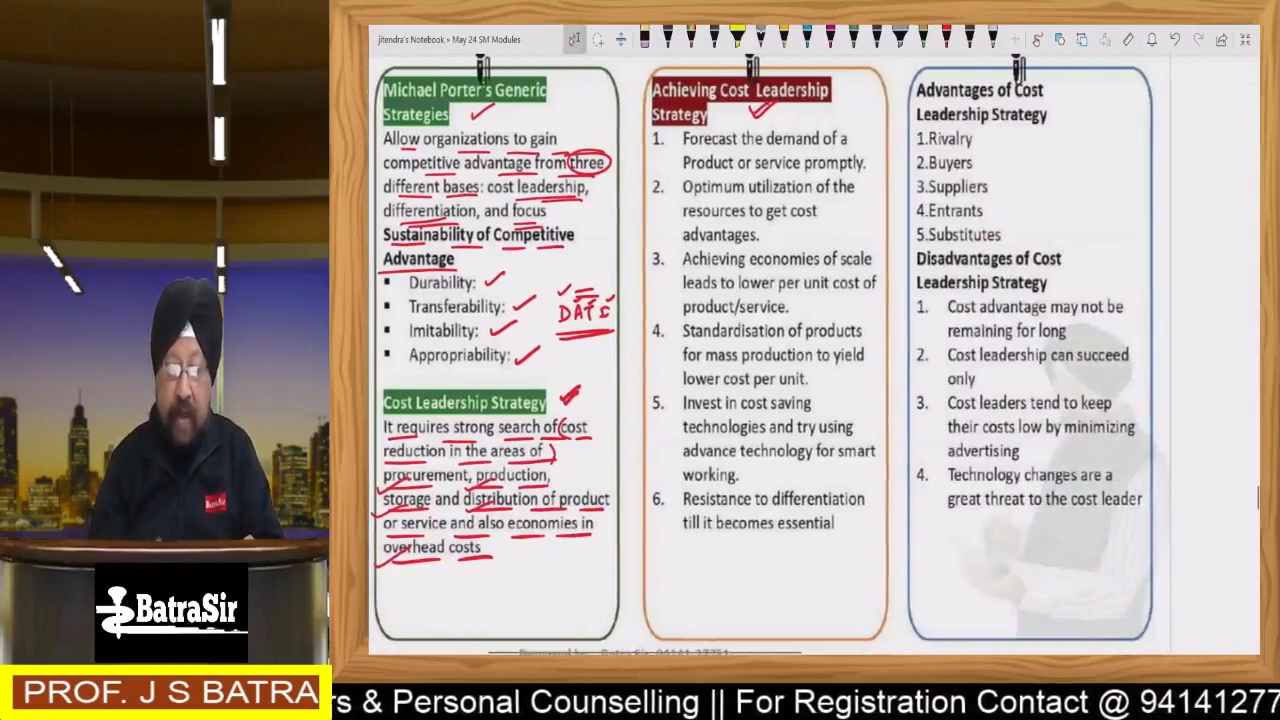 jitendra's Notebook » May 24 SM Modules
Michael Porter's Generic
Strategies
Allow organizations to gain
competitive advantage from three
different bases: cost leadership,
differentiation, and focus
Sustainability of Competitive
Advantage
▪ Durability:
▪ Transferability:
▪ Imitability:
▪ Appropriability:
DATI
Cost Leadership Strategy
It requires strong search of cost
reduction in the areas of
procurement, production,
storage and distribution of product
or service and also economies in
overhead costs
Achieving Cost Leadership
Strategy
1. Forecast the demand of a
Product or service promptly.
2. Optimum utilization of the
resources to get cost
advantages.
3. Achieving economies of scale
leads to lower per unit cost of
product/service.
4. Standardisation of products
for mass production to yield
lower cost per unit.
5. Invest in cost saving
technologies and try using
advance technology for smart
working.
6. Resistance to differentiation
till it becomes essential
Advantages of Cost
Leadership Strategy
1.Rivalry
2.Buyers
3.Suppliers
4.Entrants
5.Substitutes
Disadvantages of Cost
Leadership Strategy
1. Cost advantage may not be
remaining for long
2. Cost leadership can succeed
only
3. Cost leaders tend to keep
their costs low by minimizing
advertising
4. Technology changes are a
great threat to the cost leader
BatraSir
BatraSir
PROF. J S BATRA
rs & Personal Counselling || For Registration Contact @ 94141277